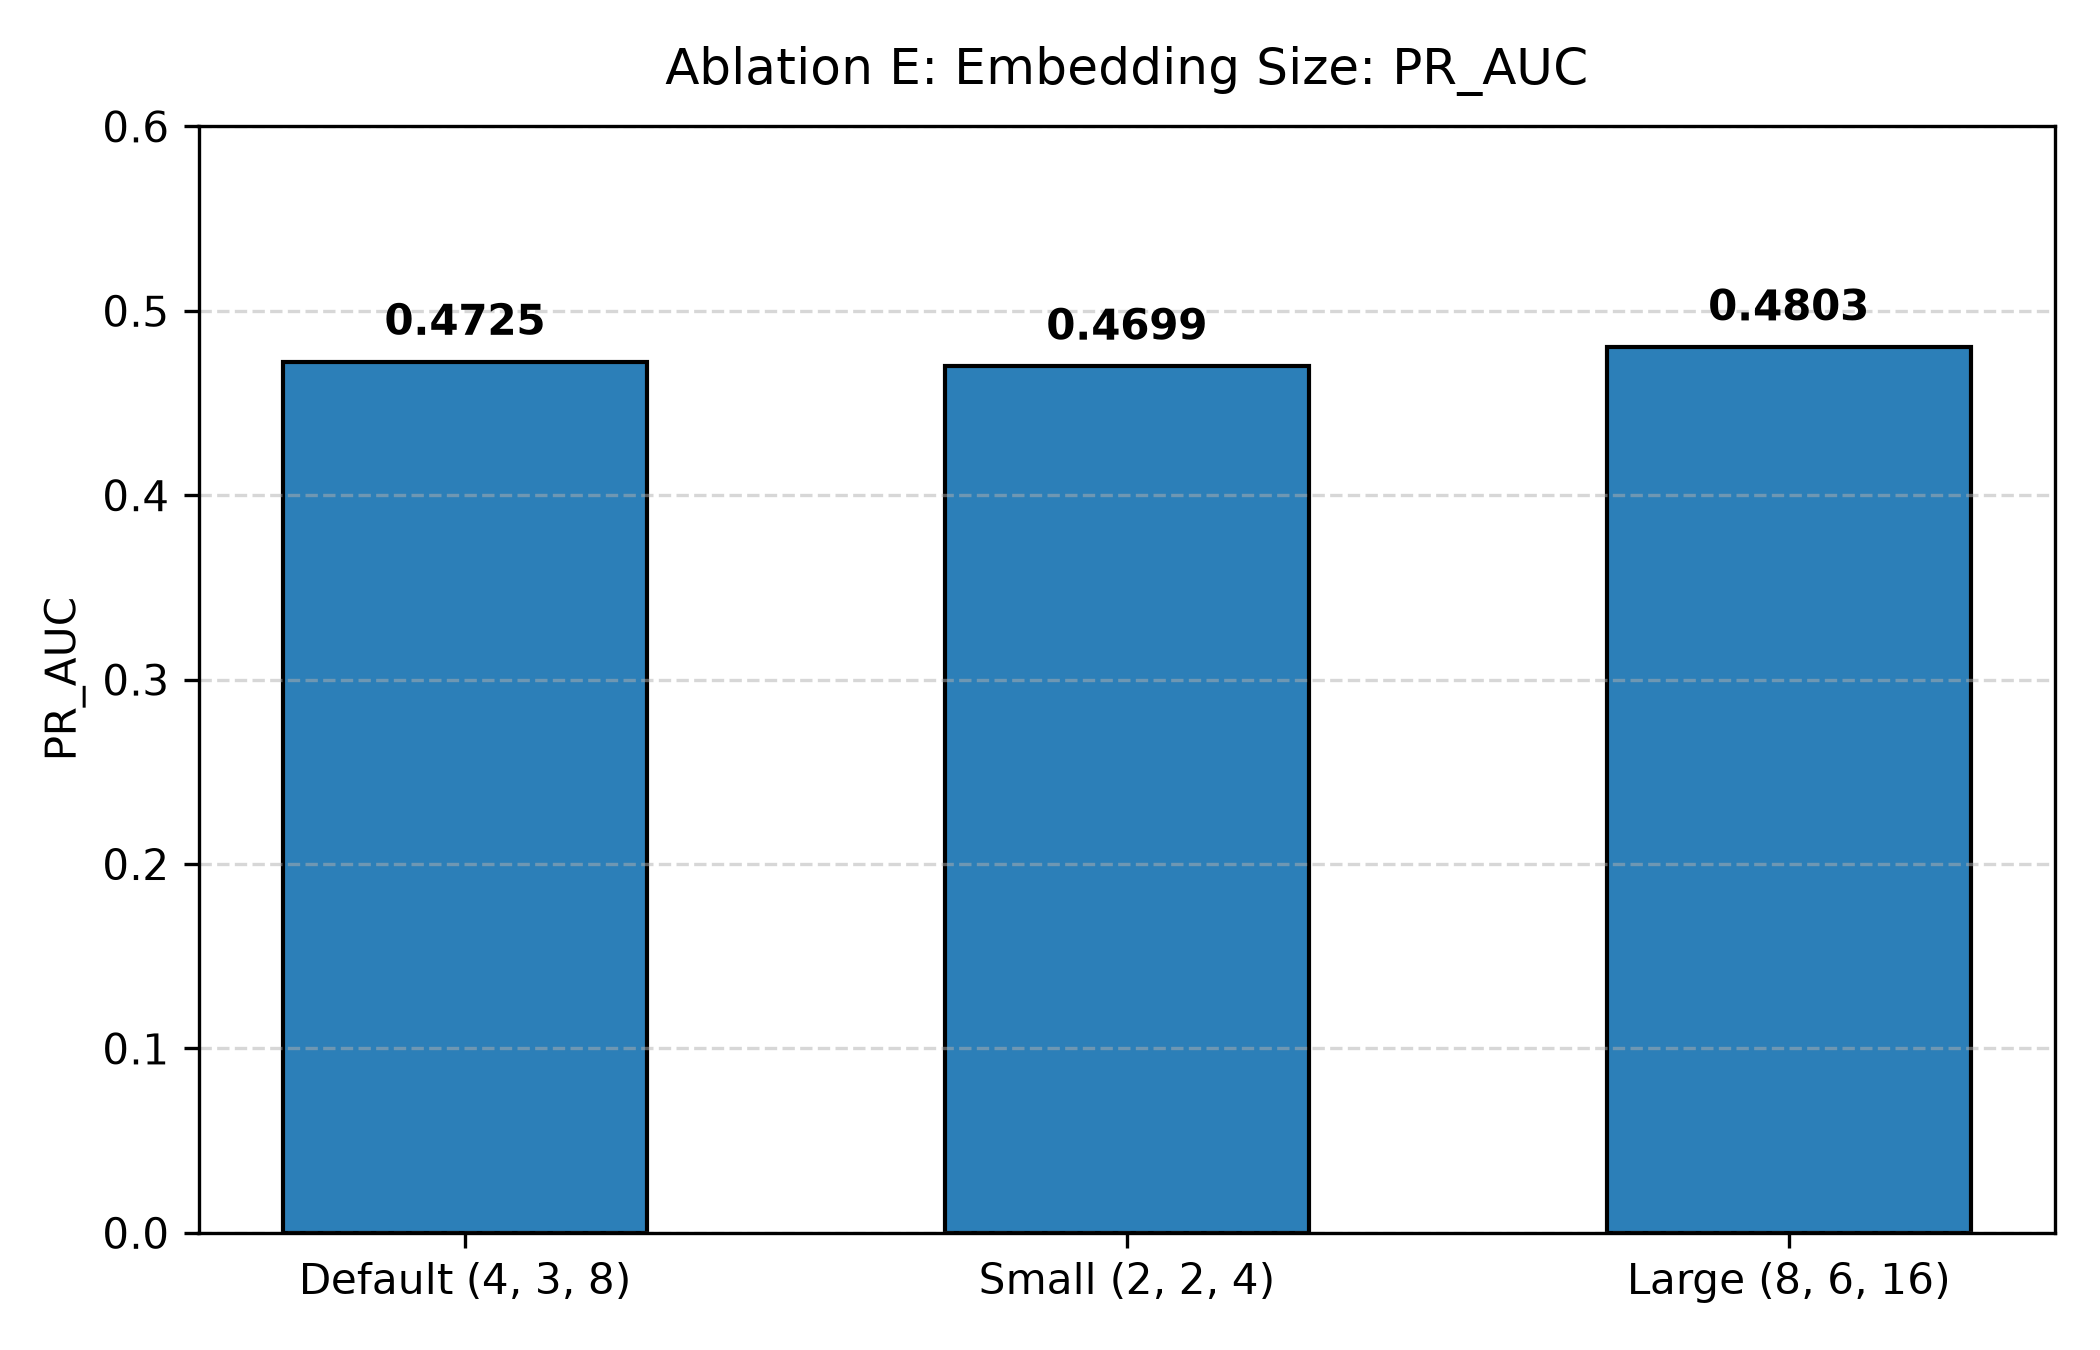 Ablation E: Embedding Size: PR_AUC
PR_AUC
0.6
0.5
0.4
0.3
0.2
0.1
0.0
0.4725
0.4699
0.4803
Default (4, 3, 8)
Small (2, 2, 4)
Large (8, 6, 16)